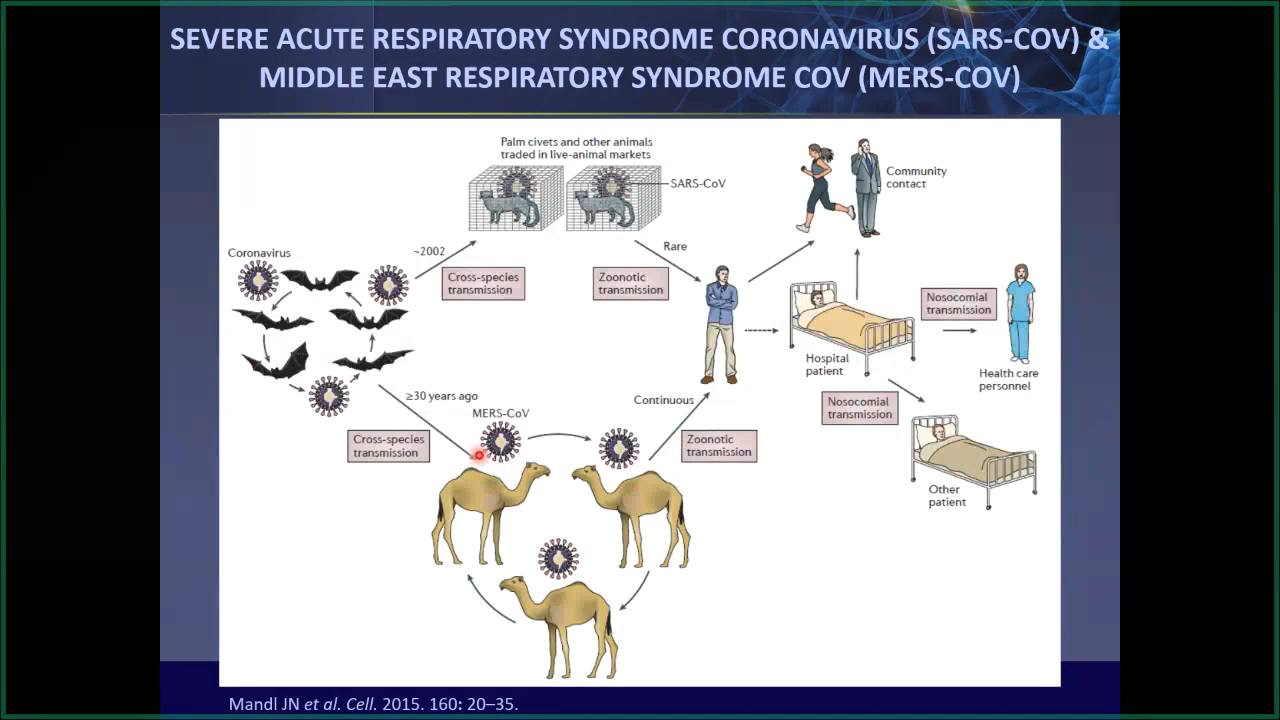 SEVERE ACUTE RESPIRATORY SYNDROME CORONAVIRUS (SARS-COV) &
MIDDLE EAST RESPIRATORY SYNDROME COV (MERS-COV)
Palm civets and other animals
traded in live-animal markets
SARS-CoV
Community
contact
Coronavirus
~2002
Cross-species
transmission
Rare
Zoonotic
transmission
Nosocomial
transmission
Hospital
patient
Health care
personnel
≥30 years ago
MERS-CoV
Continuous
Nosocomial
transmission
Cross-species
transmission
Zoonotic
transmission
Other
patient
Mandl JN et al. Cell. 2015. 160: 20–35.